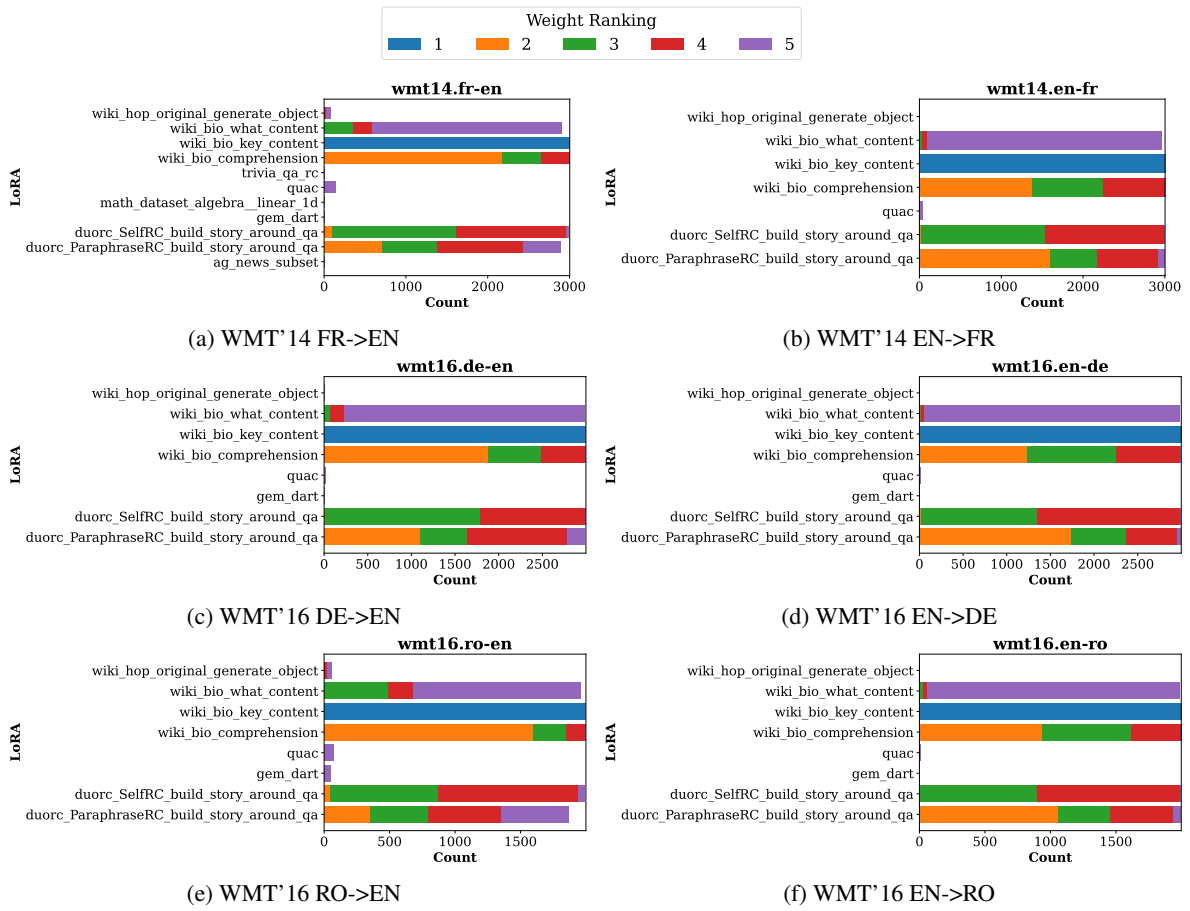 Weight Ranking
1 2 3 4 5
wmt14.fr-en
LoRA
wiki_hop_original_generate_object
wiki_bio_what_content
wiki_bio_key_content
wiki_bio_comprehension
trivia_qa_rc
quac
math_dataset_algebra__linear_1d
gem_dart
duorc_SelfRC_build_story_around_qa
duorc_ParaphraseRC_build_story_around_qa
ag_news_subset
0 1000 2000 3000
Count
(a) WMT'14 FR->EN
wmt14.en-fr
LoRA
wiki_hop_original_generate_object
wiki_bio_what_content
wiki_bio_key_content
wiki_bio_comprehension
quac
duorc_SelfRC_build_story_around_qa
duorc_ParaphraseRC_build_story_around_qa
0 1000 2000 3000
Count
(b) WMT'14 EN->FR
wmt16.de-en
LoRA
wiki_hop_original_generate_object
wiki_bio_what_content
wiki_bio_key_content
wiki_bio_comprehension
quac
gem_dart
duorc_SelfRC_build_story_around_qa
duorc_ParaphraseRC_build_story_around_qa
0 500 1000 1500 2000 2500
Count
(c) WMT'16 DE->EN
wmt16.en-de
LoRA
wiki_hop_original_generate_object
wiki_bio_what_content
wiki_bio_key_content
wiki_bio_comprehension
quac
gem_dart
duorc_SelfRC_build_story_around_qa
duorc_ParaphraseRC_build_story_around_qa
0 500 1000 1500 2000 2500
Count
(d) WMT'16 EN->DE
wmt16.ro-en
LoRA
wiki_hop_original_generate_object
wiki_bio_what_content
wiki_bio_key_content
wiki_bio_comprehension
quac
gem_dart
duorc_SelfRC_build_story_around_qa
duorc_ParaphraseRC_build_story_around_qa
0 500 1000 1500
Count
(e) WMT'16 RO->EN
wmt16.en-ro
LoRA
wiki_hop_original_generate_object
wiki_bio_what_content
wiki_bio_key_content
wiki_bio_comprehension
quac
gem_dart
duorc_SelfRC_build_story_around_qa
duorc_ParaphraseRC_build_story_around_qa
0 500 1000 1500
Count
(f) WMT'16 EN->RO